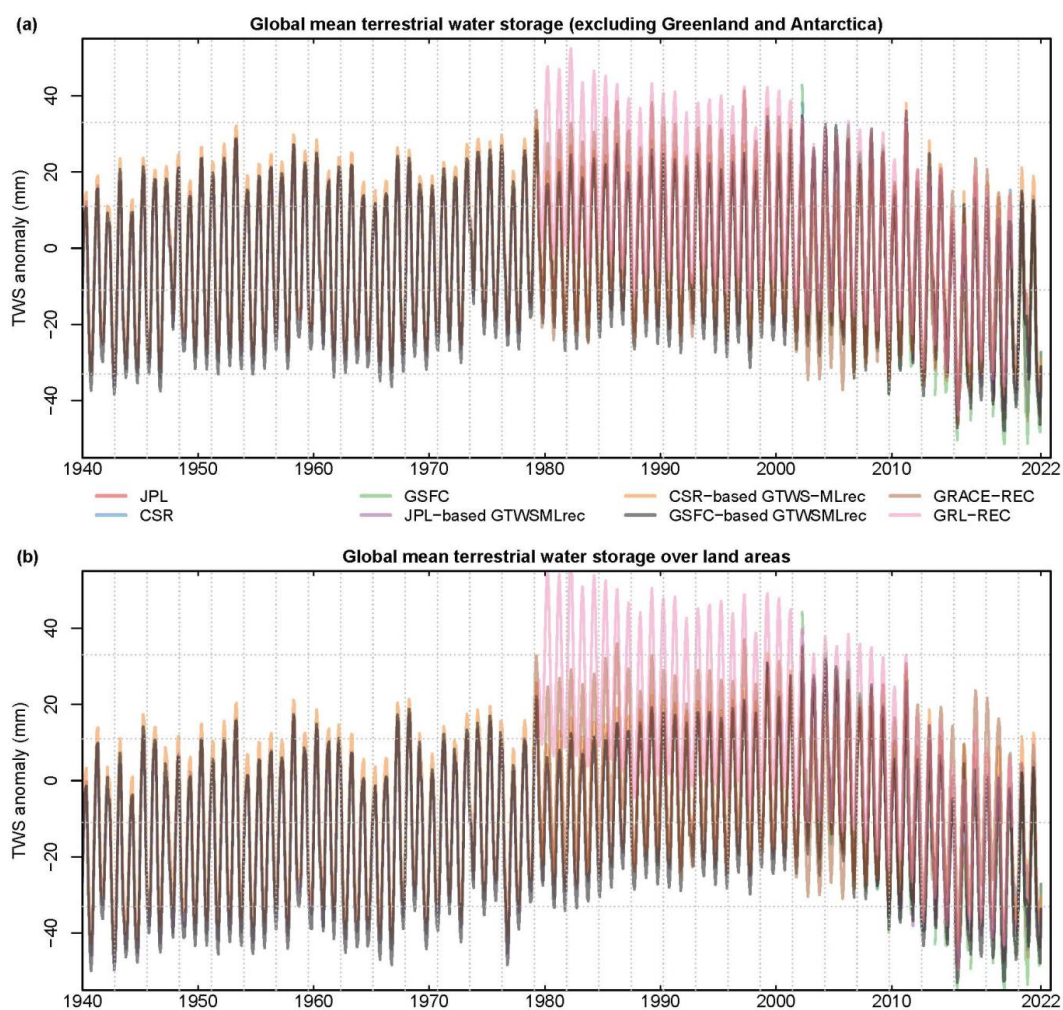 (a) Global mean terrestrial water storage (excluding Greenland and Antarctica)
TWS anomaly (mm)
40
20
0
−20
−40
1940 1950 1960 1970 1980 1990 2000 2010 2022
JPL GSFC CSR−based GTWS−MLrec GRACE−REC
CSR JPL−based GTWSMLrec GSFC−based GTWSMLrec GRL−REC
(b) Global mean terrestrial water storage over land areas
TWS anomaly (mm)
40
20
0
−20
−40
1940 1950 1960 1970 1980 1990 2000 2010 2022